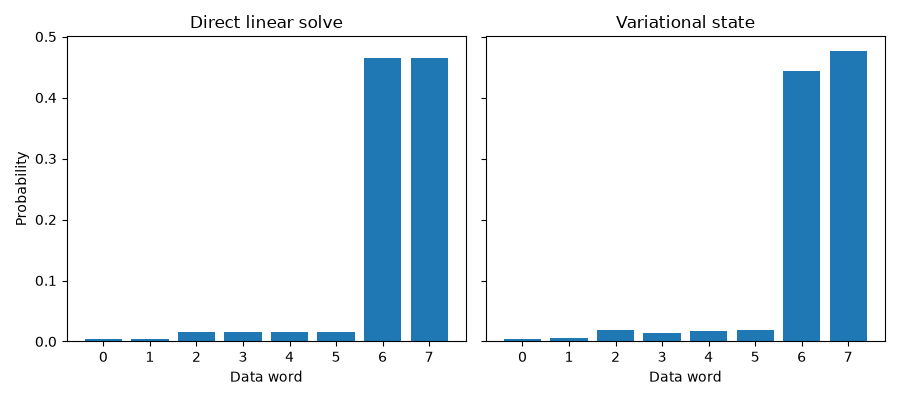 Direct linear solve
Variational state
Probability
0.5
0.4
0.3
0.2
0.1
0.0
0 1 2 3 4 5 6 7
0 1 2 3 4 5 6 7
Data word
Data word